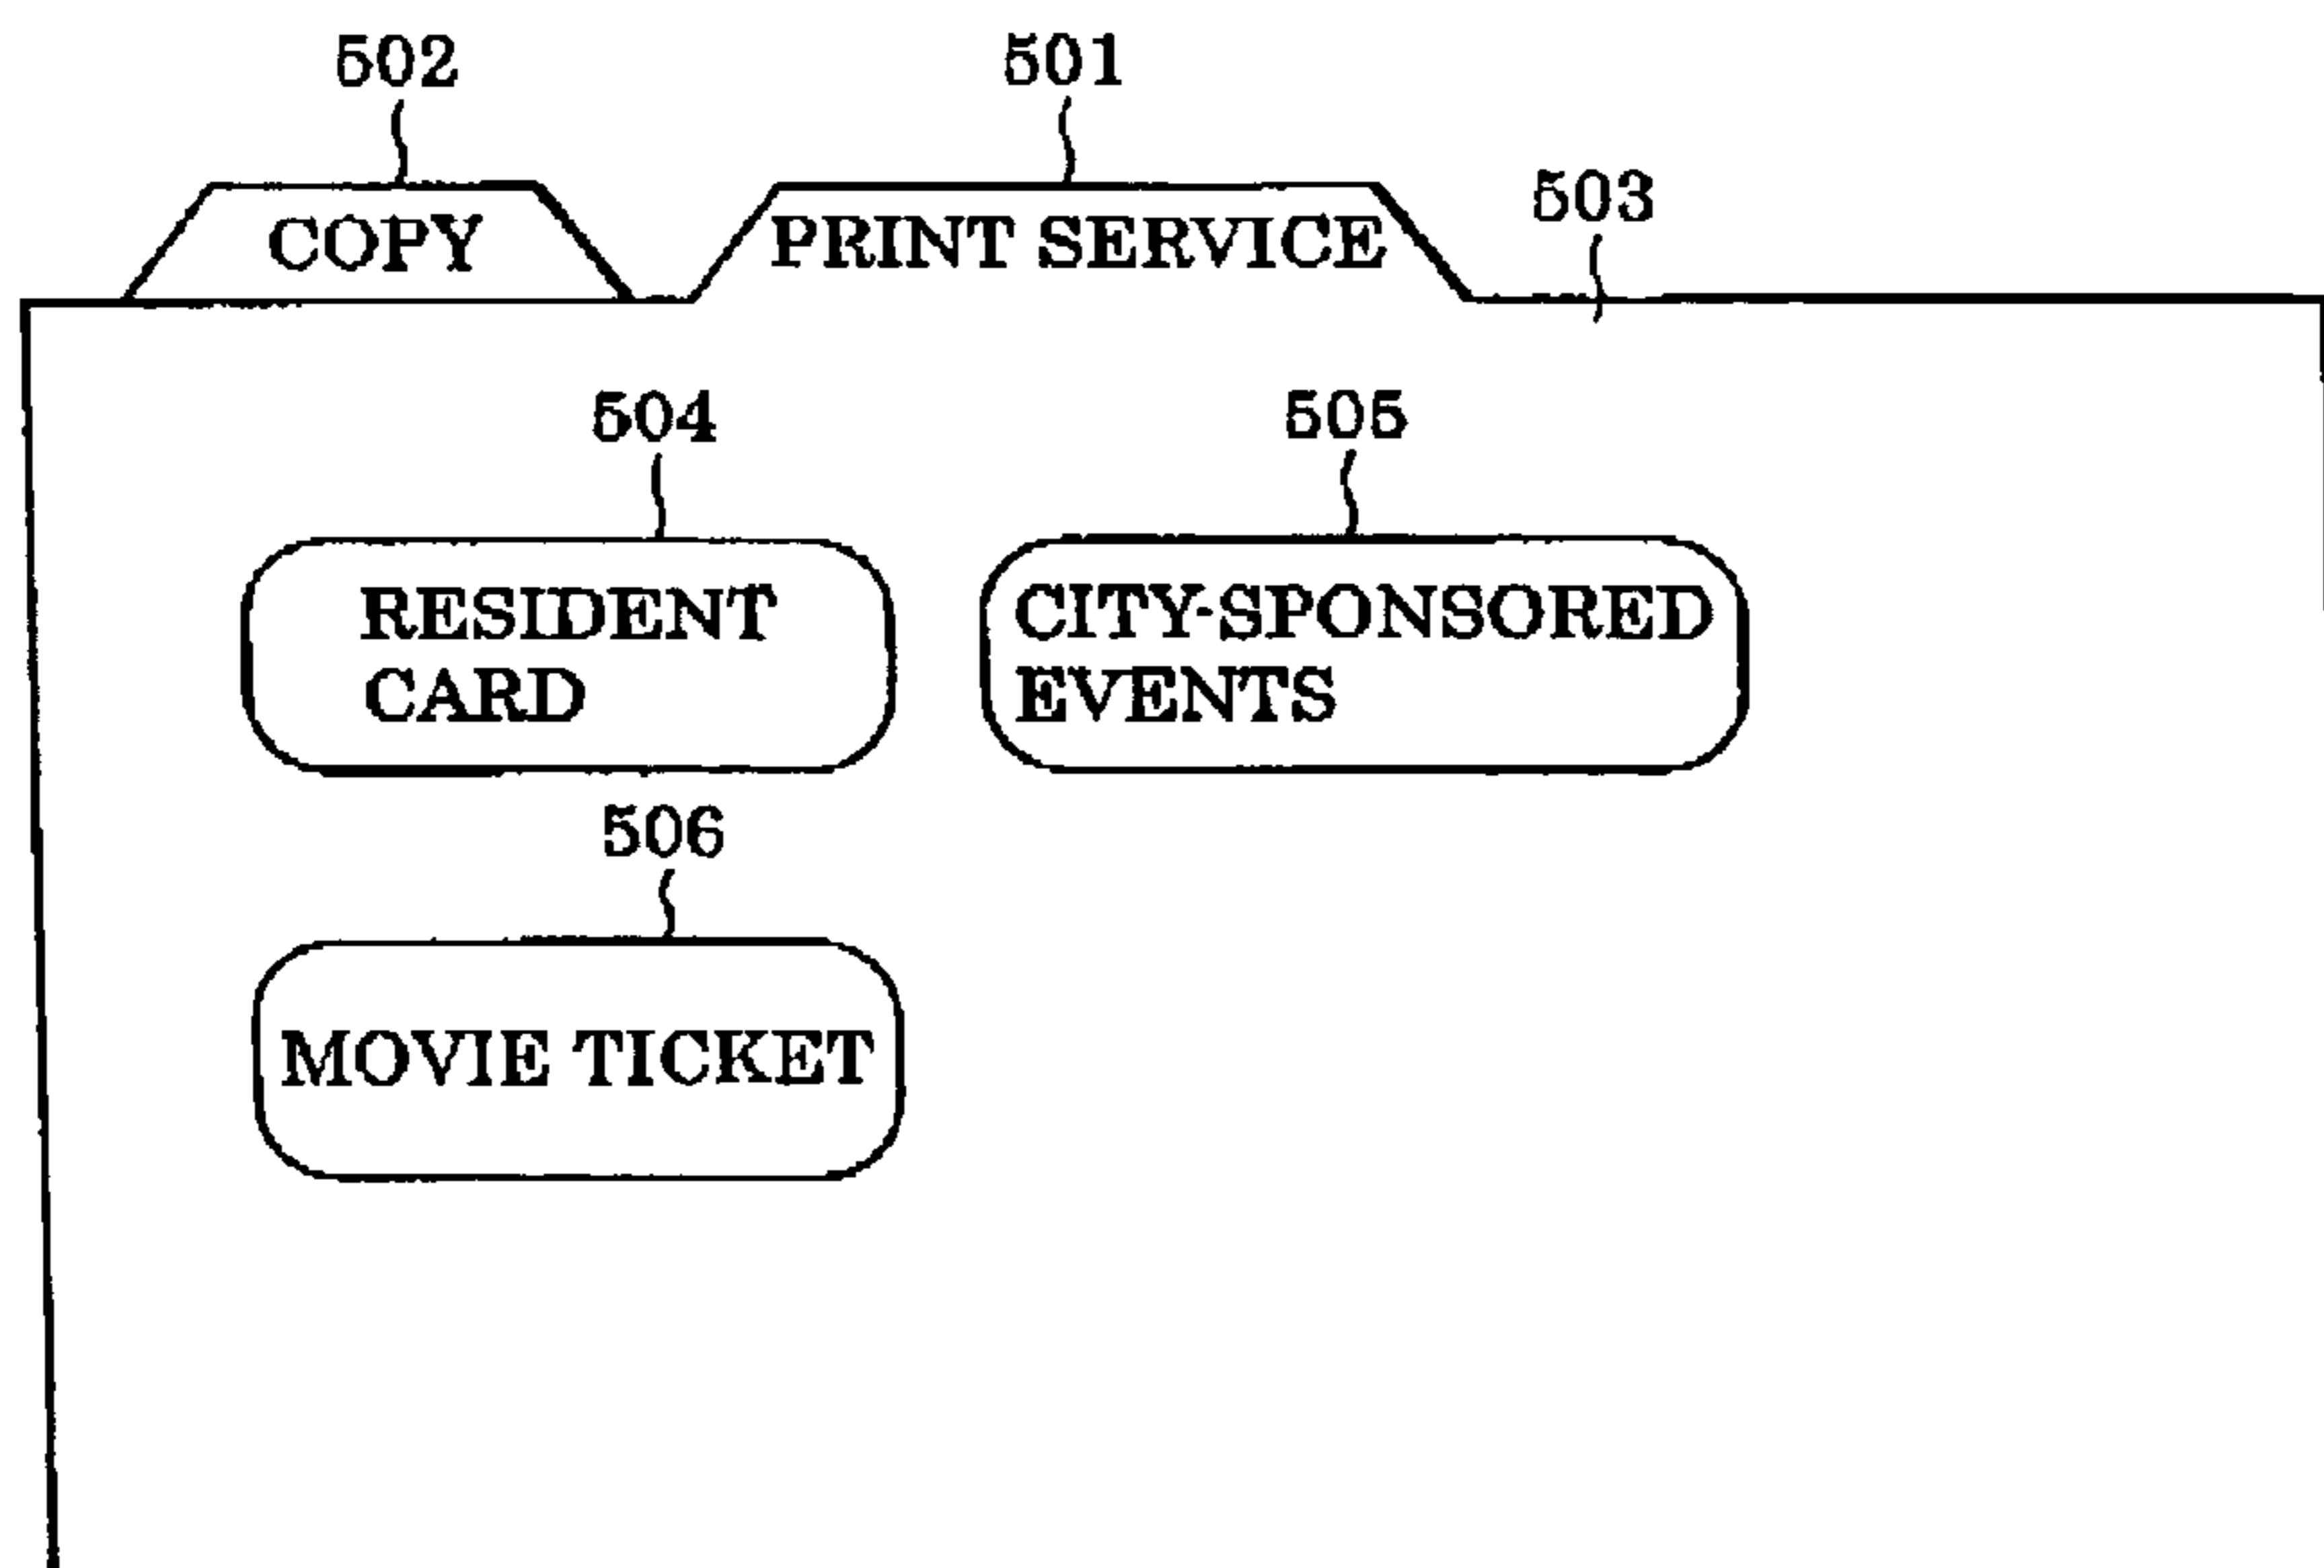 502
501
COPY
PRINT SERVICE
503
504
505
RESIDENT
CARD
CITY-SPONSORED
EVENTS
506
MOVIE TICKET